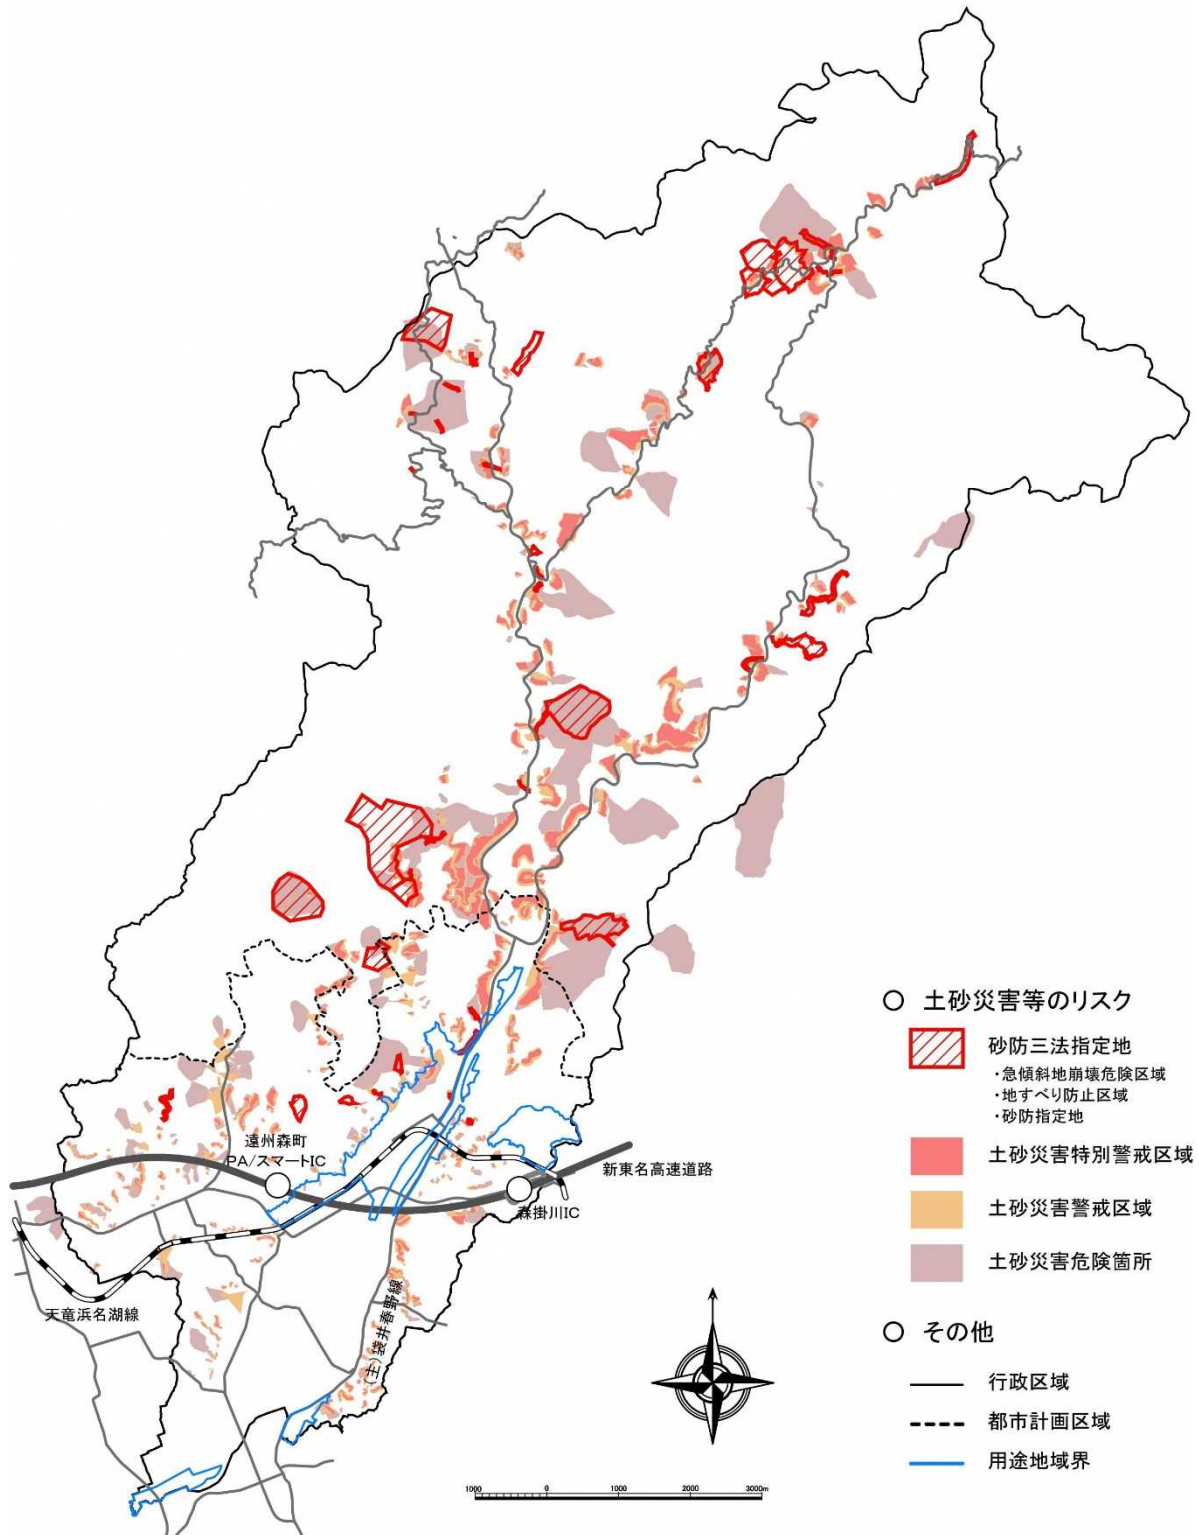 ○ 土砂災害等のリスク
砂防三法指定地
・急傾斜地崩壊危険区域
・地すべり防止区域
・砂防指定地
土砂災害特別警戒区域
土砂災害警戒区域
土砂災害危険箇所
○ その他
行政区域
都市計画区域
用途地域界
遠州森町
PA/スマートIC
新東名高速道路
森掛川IC
天竜浜名湖線
(主)袋井春野線
1000 0 1000 2000 3000m